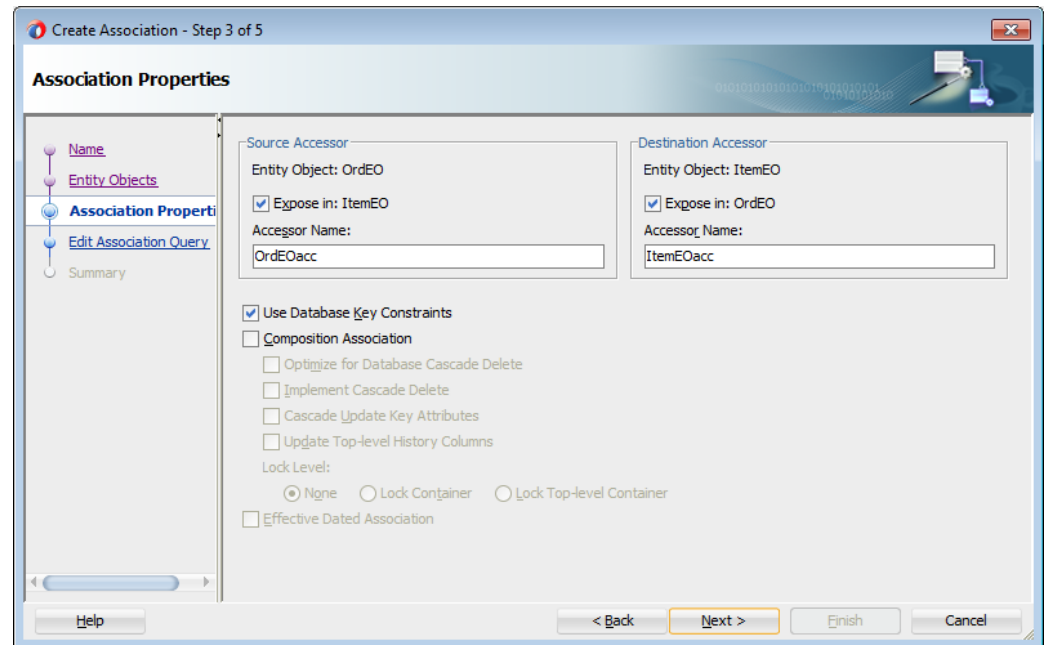 Create Association - Step 3 of 5
Association Properties
Name
Entity Objects
Association Properti
Edit Association Query
Summary
Source Accessor
Entity Object: OrdEO
Expose in: ItemEO
Accessor Name:
OrdEOacc
Destination Accessor
Entity Object: ItemEO
Expose in: OrdEO
Accessor Name:
ItemEOacc
Use Database Key Constraints
Composition Association
Optimize for Database Cascade Delete
Implement Cascade Delete
Cascade Update Key Attributes
Update Top-level History Columns
Lock Level:
None Lock Container Lock Top-level Container
Effective Dated Association
Help < Back Next > Finish Cancel